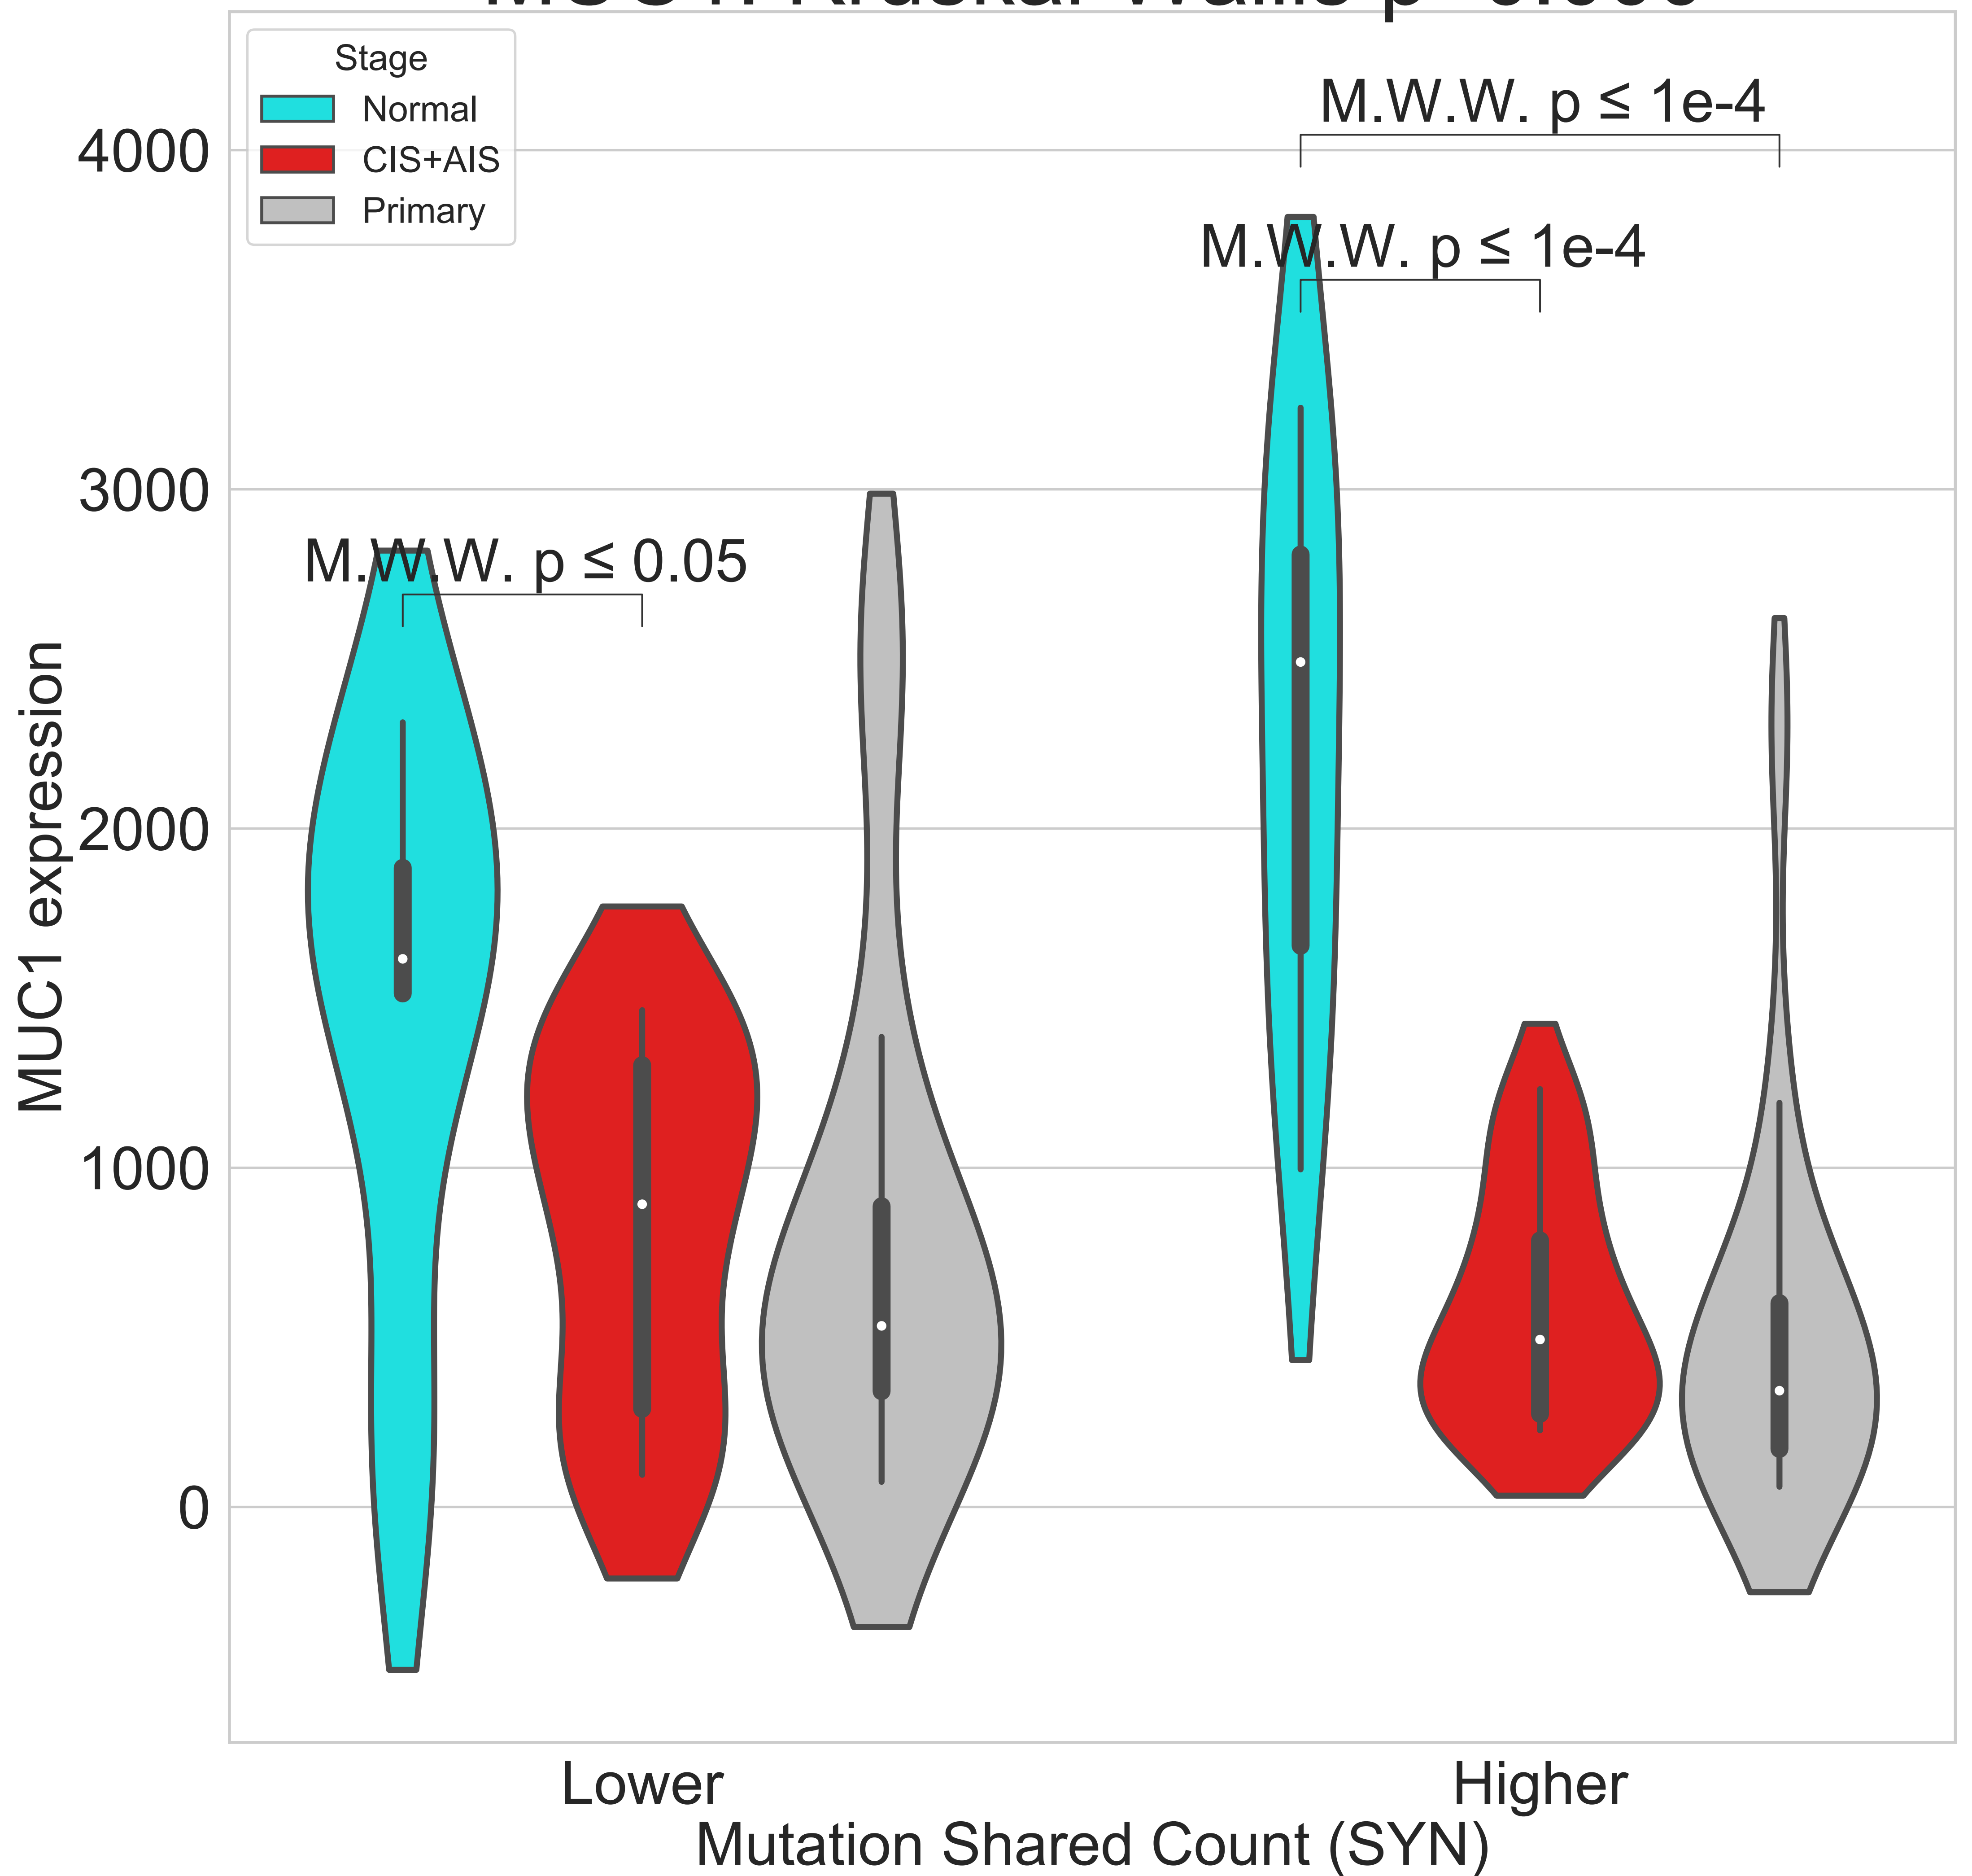 Stage
Normal
CIS+AIS
Primary
M.W.W. p ≤ 1e-4
M.W.W. p ≤ 1e-4
M.W.W. p ≤ 0.05
4000
3000
2000
1000
0
MUC1 expression
Lower
Higher
Mutation Shared Count (SYN)